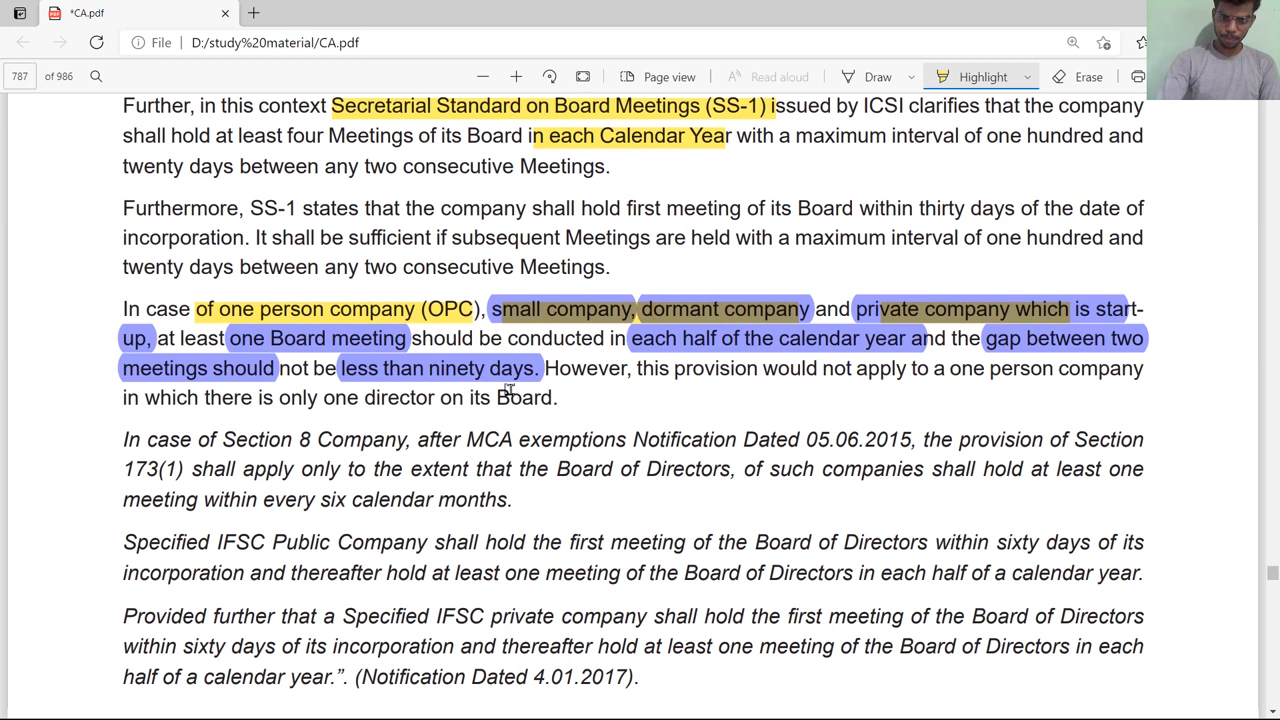 *CA.pdf
File D:/study%20material/CA.pdf
787 of 986 Page view Read aloud Draw Highlight Erase
Further, in this context Secretarial Standard on Board Meetings (SS-1) issued by ICSI clarifies that the company
shall hold at least four Meetings of its Board in each Calendar Year with a maximum interval of one hundred and
twenty days between any two consecutive Meetings.
Furthermore, SS-1 states that the company shall hold first meeting of its Board within thirty days of the date of
incorporation. It shall be sufficient if subsequent Meetings are held with a maximum interval of one hundred and
twenty days between any two consecutive Meetings.
In case of one person company (OPC), small company, dormant company and private company which is start-
up, at least one Board meeting should be conducted in each half of the calendar year and the gap between two
meetings should not be less than ninety days. However, this provision would not apply to a one person company
in which there is only one director on its Board.
In case of Section 8 Company, after MCA exemptions Notification Dated 05.06.2015, the provision of Section
173(1) shall apply only to the extent that the Board of Directors, of such companies shall hold at least one
meeting within every six calendar months.
Specified IFSC Public Company shall hold the first meeting of the Board of Directors within sixty days of its
incorporation and thereafter hold at least one meeting of the Board of Directors in each half of a calendar year.
Provided further that a Specified IFSC private company shall hold the first meeting of the Board of Directors
within sixty days of its incorporation and thereafter hold at least one meeting of the Board of Directors in each
half of a calendar year.”. (Notification Dated 4.01.2017).